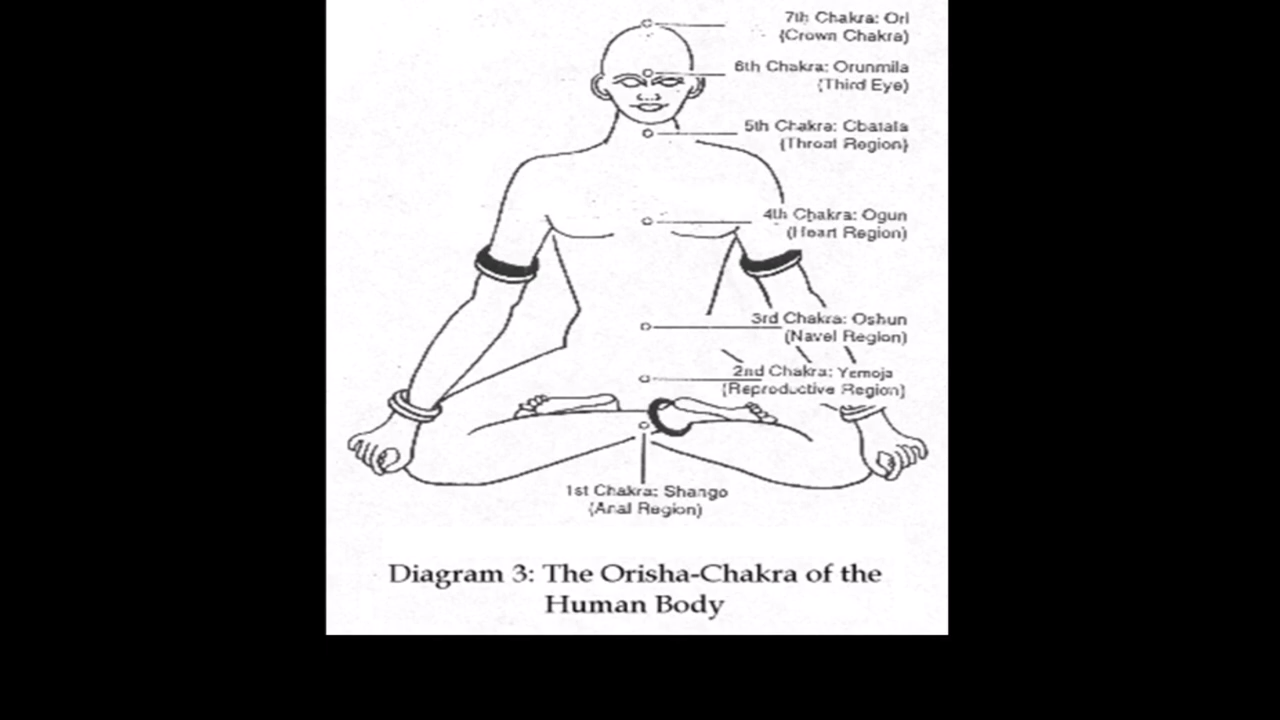 7th Chakra: Ori
(Crown Chakra)
6th Chakra: Orunmila
(Third Eye)
5th Chakra: Obatala
(Throat Region)
4th Chakra: Ogun
(Heart Region)
3rd Chakra: Oshun
(Navel Region)
2nd Chakra: Yemoja
(Reproductive Region)
1st Chakra: Shango
(Anal Region)
Diagram 3: The Orisha-Chakra of the
Human Body